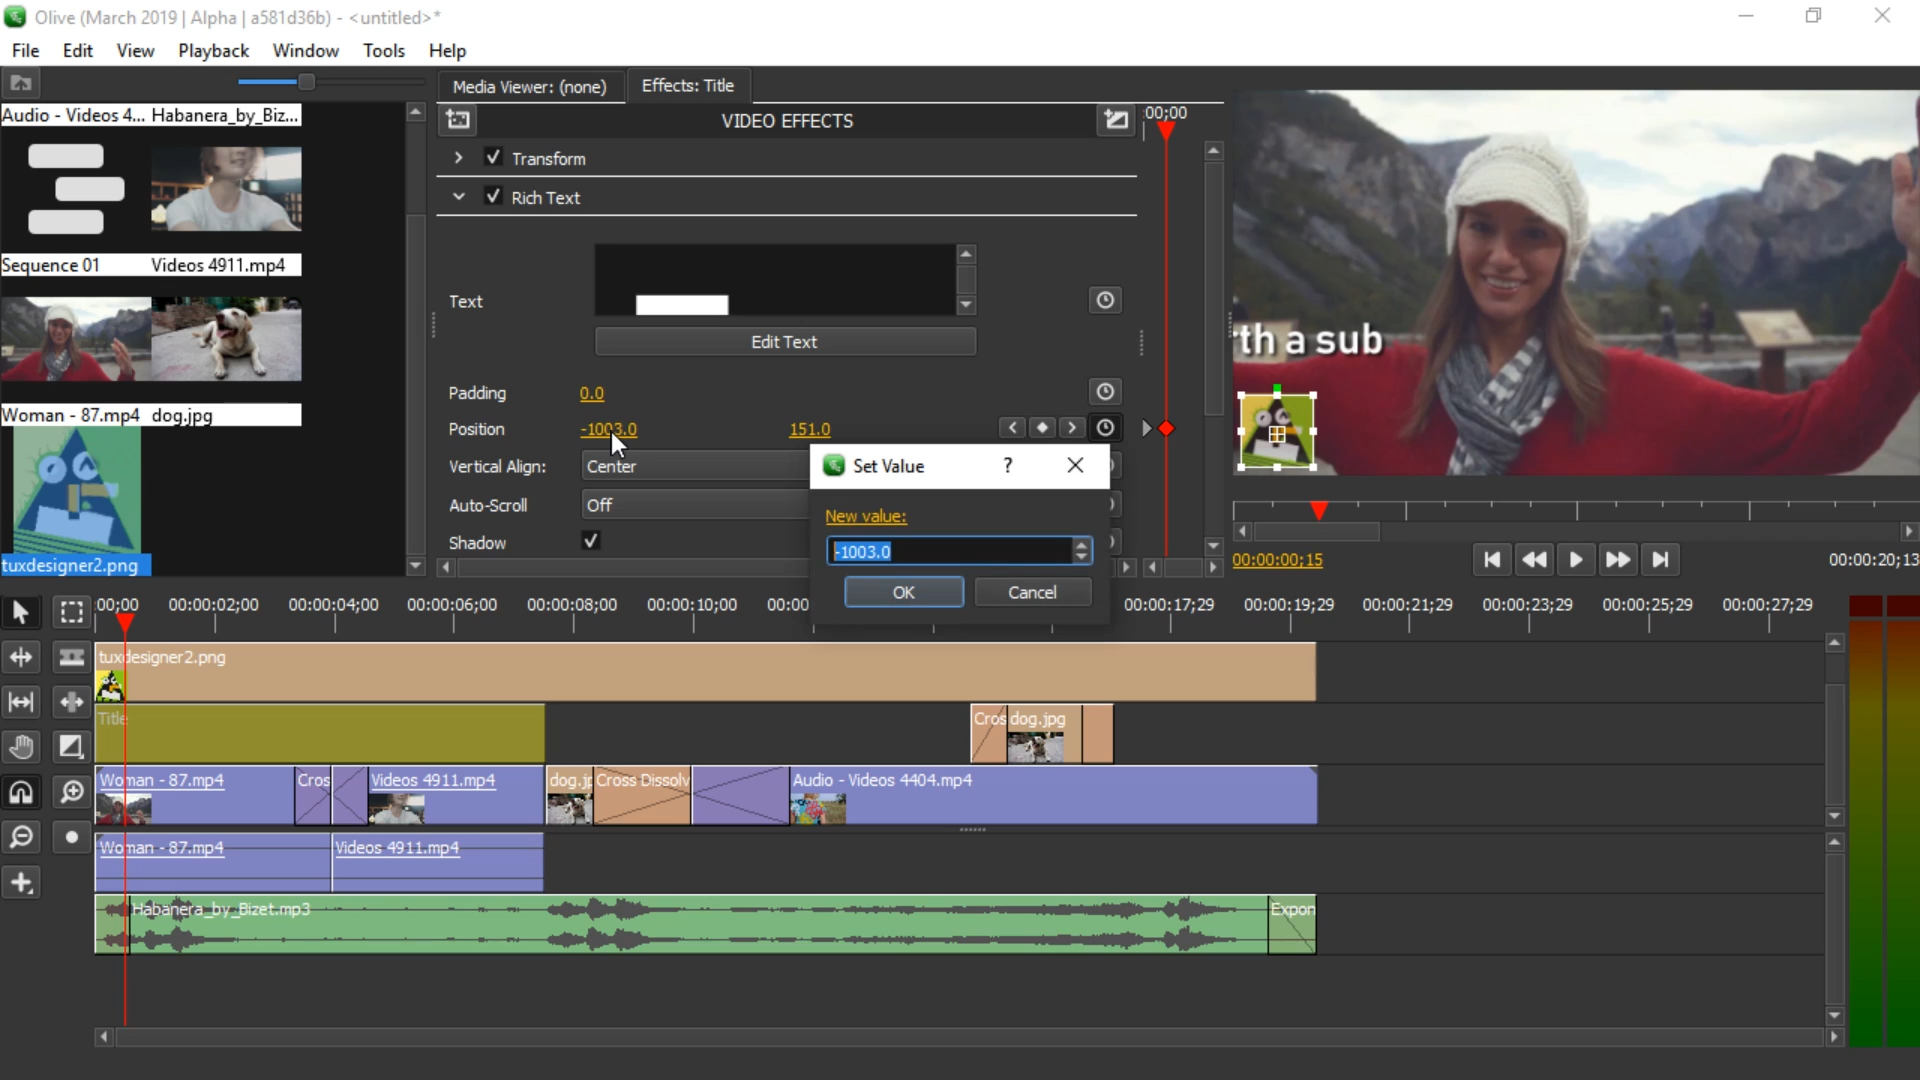 Olive (March 2019 | Alpha | a581d36b) - <untitled>*
File Edit View Playback Window Tools Help
Media Viewer: (none) Effects: Title
Audio - Videos 4... Habanera_by_Biz...
VIDEO EFFECTS
:00;00
Transform
Rich Text
Sequence 01 Videos 4911.mp4
Text
Edit Text
th a sub
Padding 0.0
Woman - 87.mp4 dog.jpg
Position -1003.0 151.0
Vertical Align: Center
Set Value ?
Auto-Scroll Off
New value:
Shadow
-1003.0
tuxdesigner2.png
00:00:00;15
00:00:20;13
OK Cancel
:00;00 00:00:02;00 00:00:04;00 00:00:06;00 00:00:08;00 00:00:10;00 00:00 00:00:17;29 00:00:19;29 00:00:21;29 00:00:23;29 00:00:25;29 00:00:27;29
tuxdesigner2.png
Title
Cros dog.jpg
Woman - 87.mp4 Cros Videos 4911.mp4 dog.jp Cross Dissolv Audio - Videos 4404.mp4
Woman - 87.mp4 Videos 4911.mp4
Habanera_by_Bizet.mp3 Expon